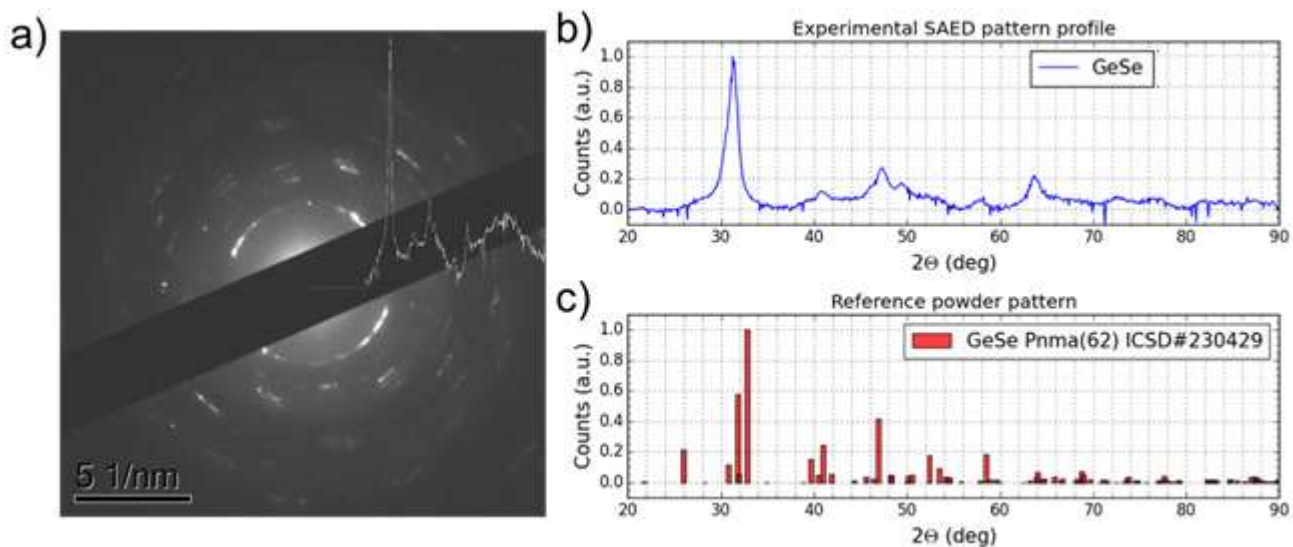 a)
5 1/nm
b)
Experimental SAED pattern profile
GeSe
Counts (a.u.)
1.0
0.8
0.6
0.4
0.2
0.0
20 30 40 50 60 70 80 90
2Θ (deg)
c)
Reference powder pattern
GeSe Pnma(62) ICSD#230429
Counts (a.u.)
1.0
0.8
0.6
0.4
0.2
0.0
20 30 40 50 60 70 80 90
2Θ (deg)